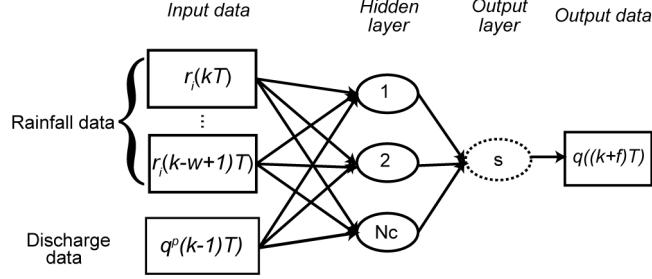 Input data
Hidden
layer
Output
layer
Output data
Rainfall data
r_i(kT)
...
r_i(k-w+1)T)
Discharge
data
q^p(k-1)T)
1
2
Nc
s
q((k+f)T)